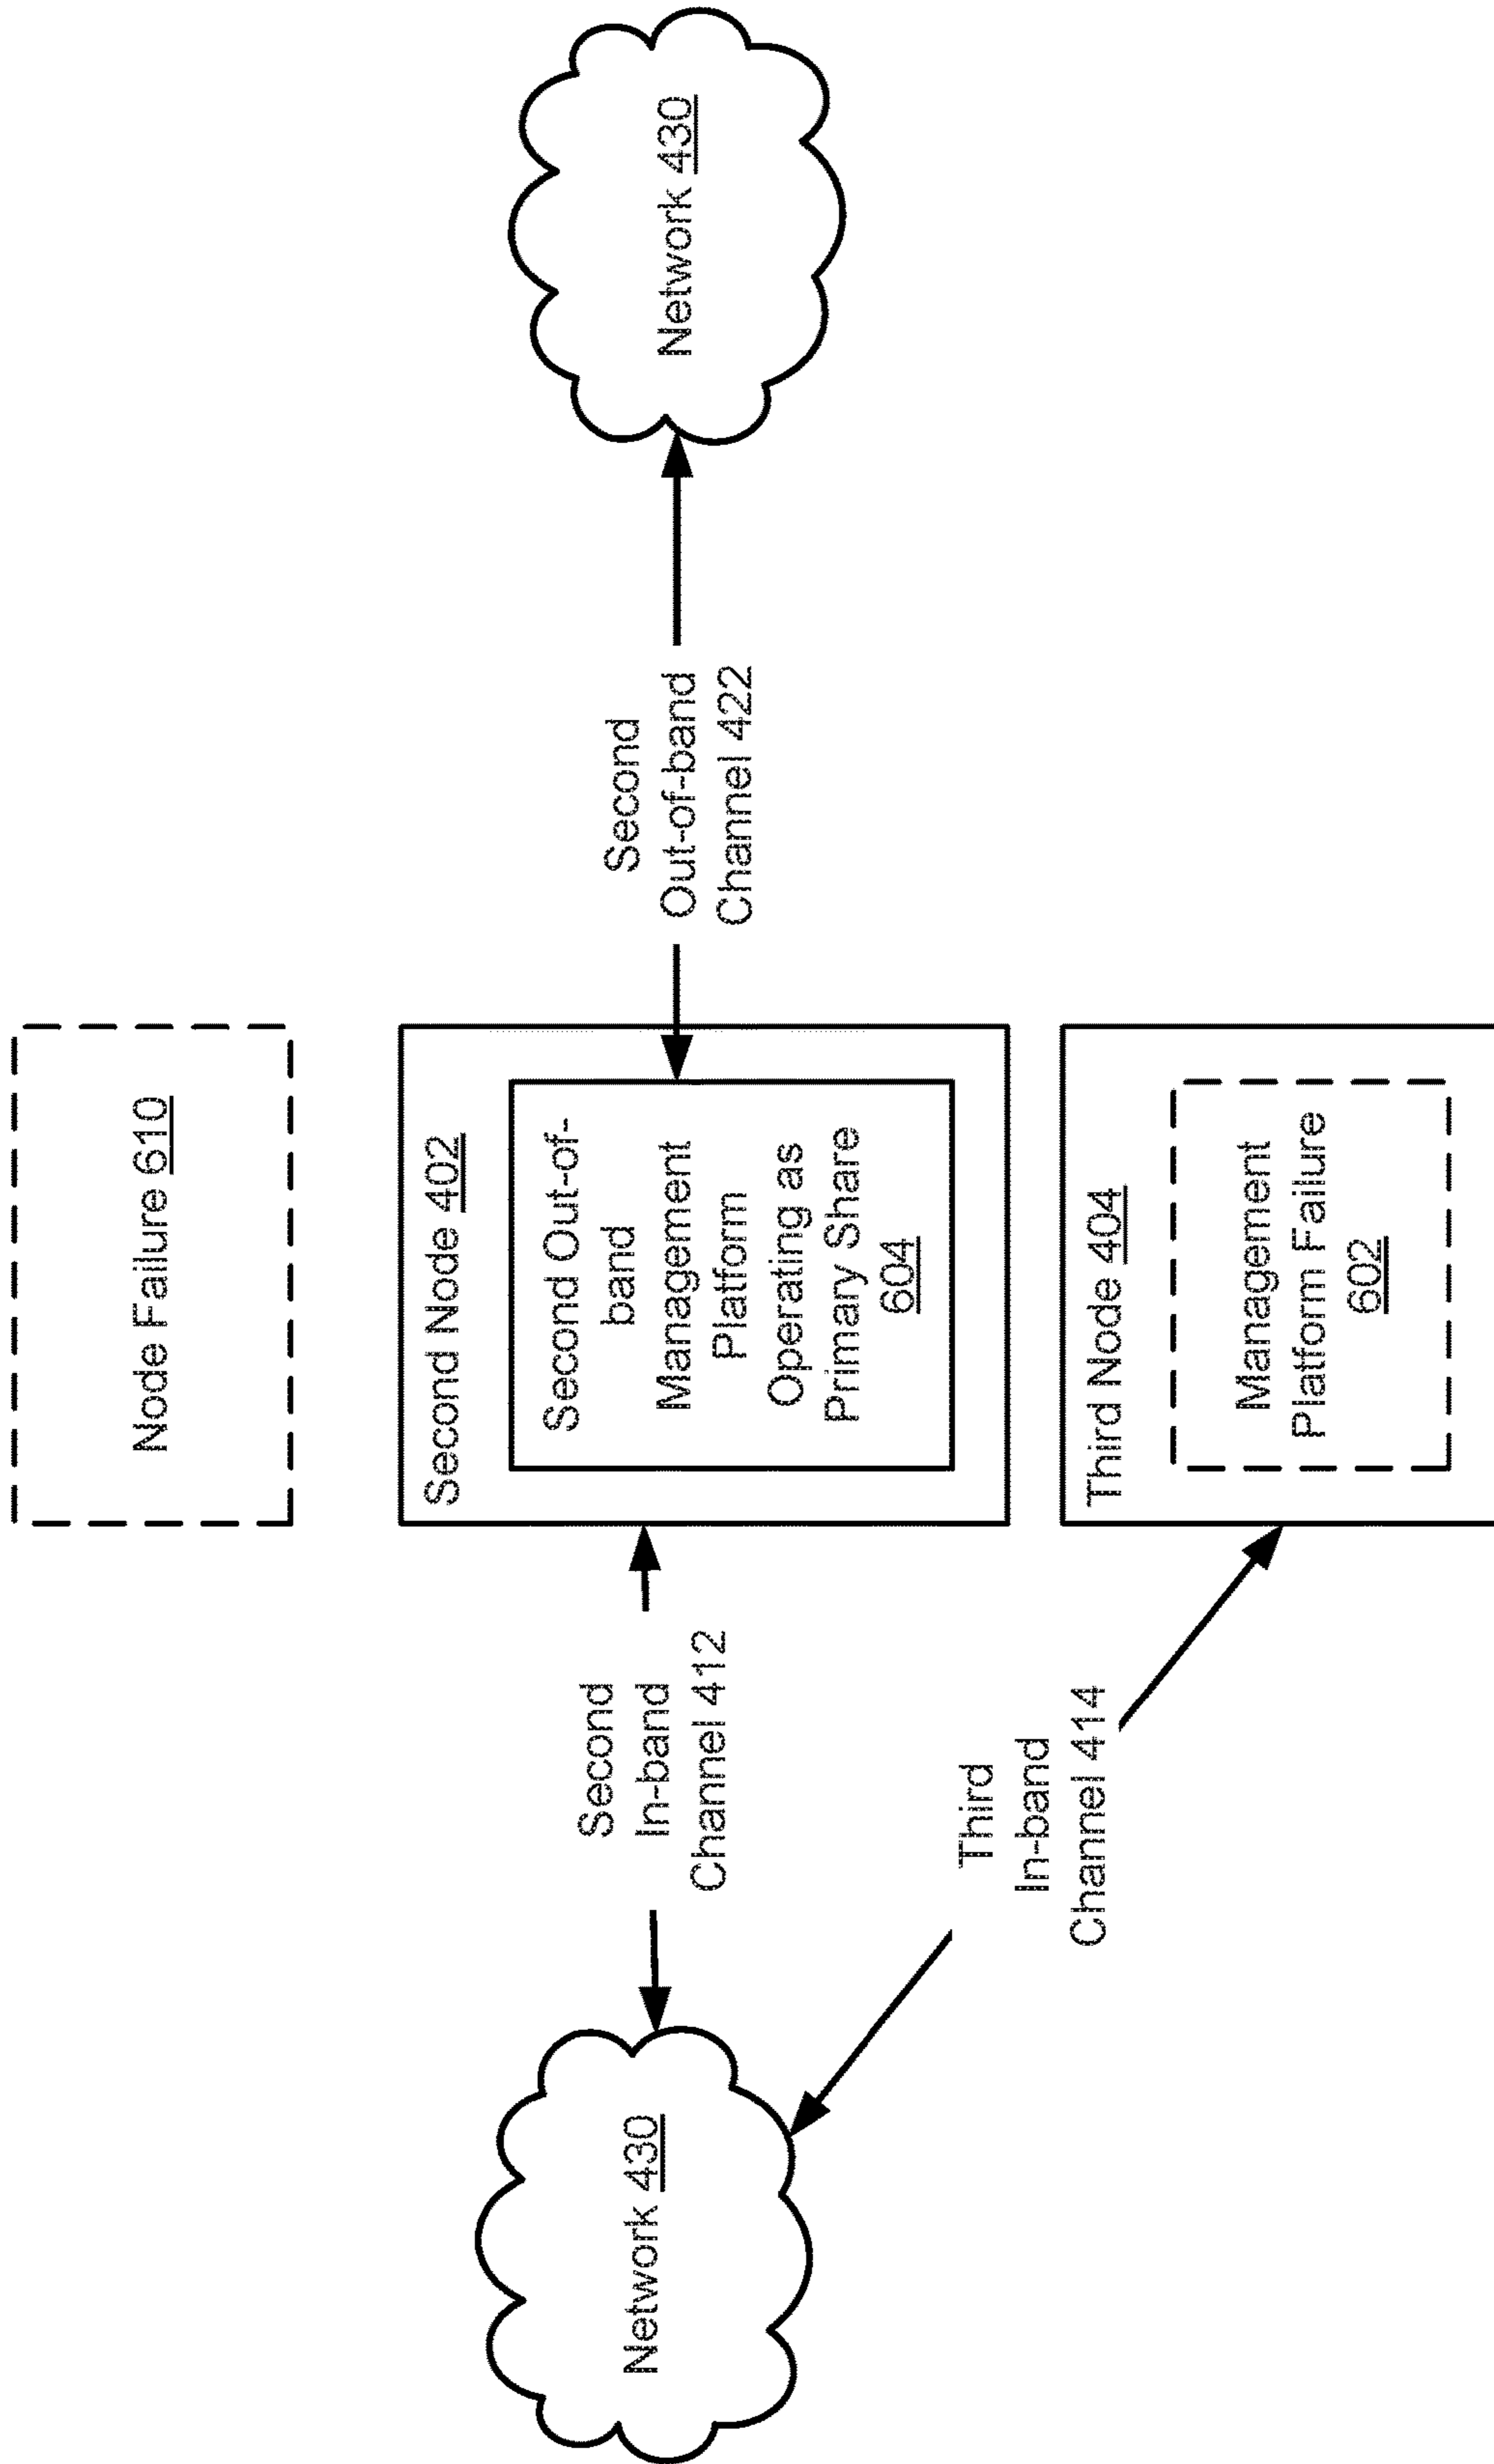 Node Failure 610
Network 430
Second
In-band
Channel 412
Second Node 402
Second Out-of-
band
Management
Platform
Operating as
Primary Share
604
Second
Out-of-band
Channel 422
Network 430
Third
In-band
Channel 414
Third Node 404
Management
Platform Failure
602